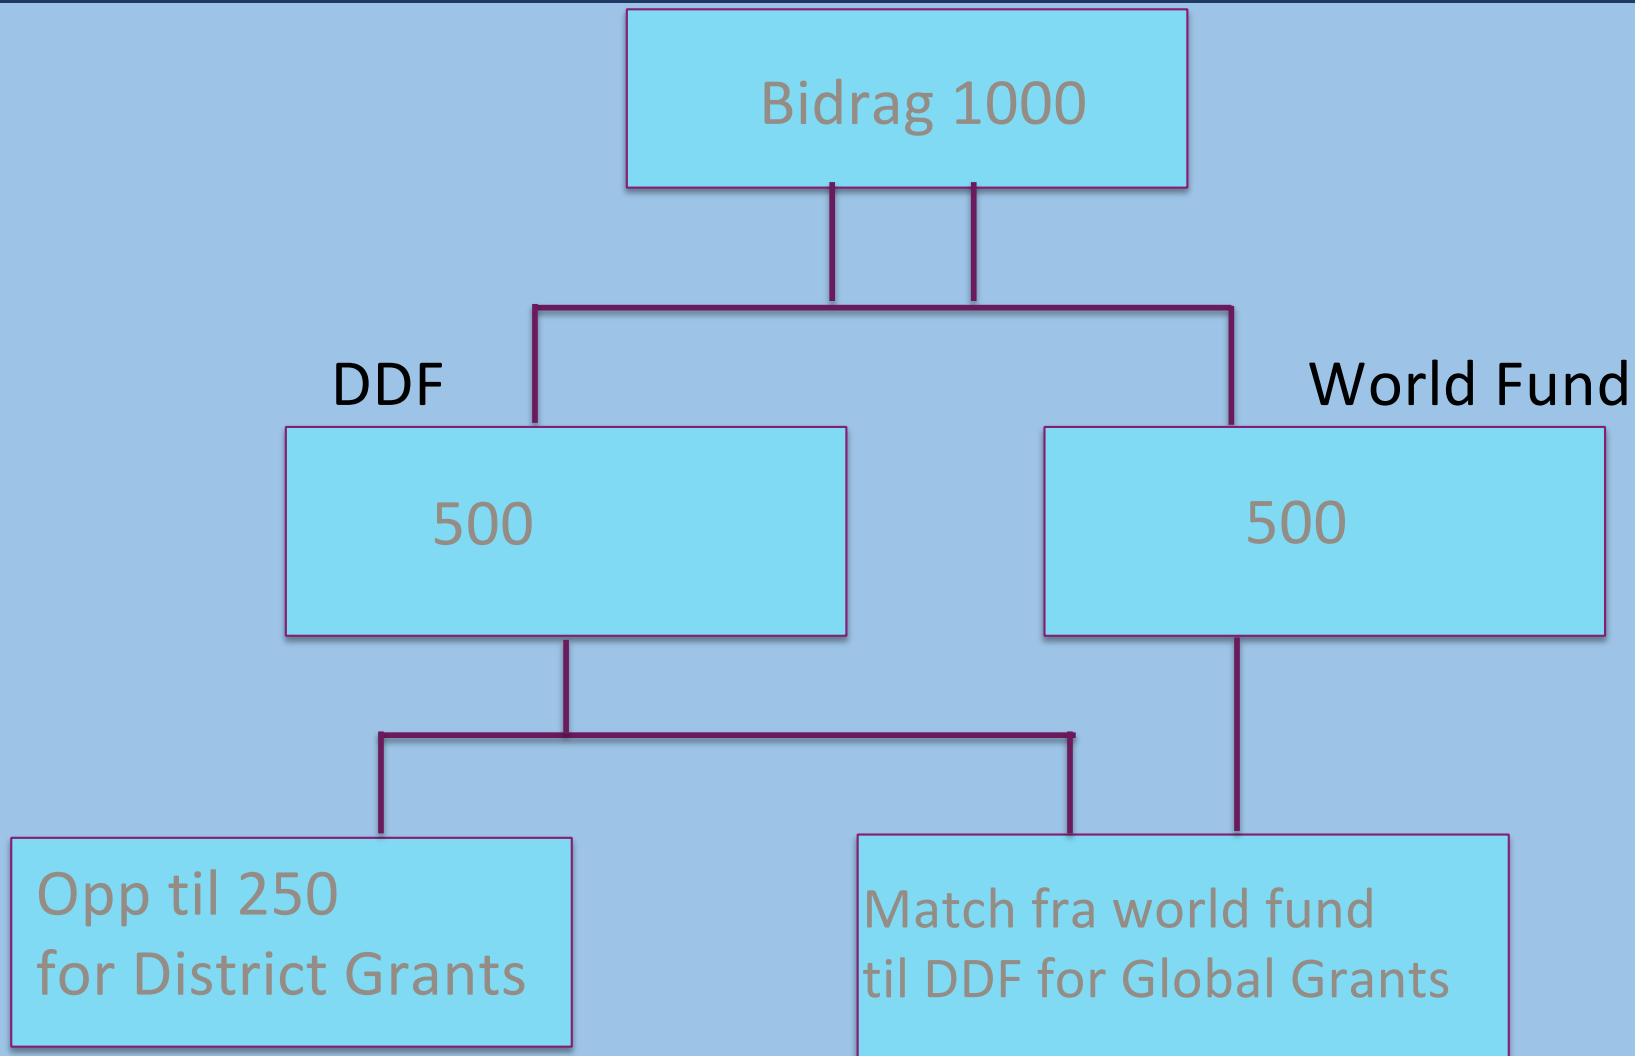 Bidrag 1000
DDF
World Fund
500
500
Opp til 250
for District Grants
Match fra world fund
til DDF for Global Grants